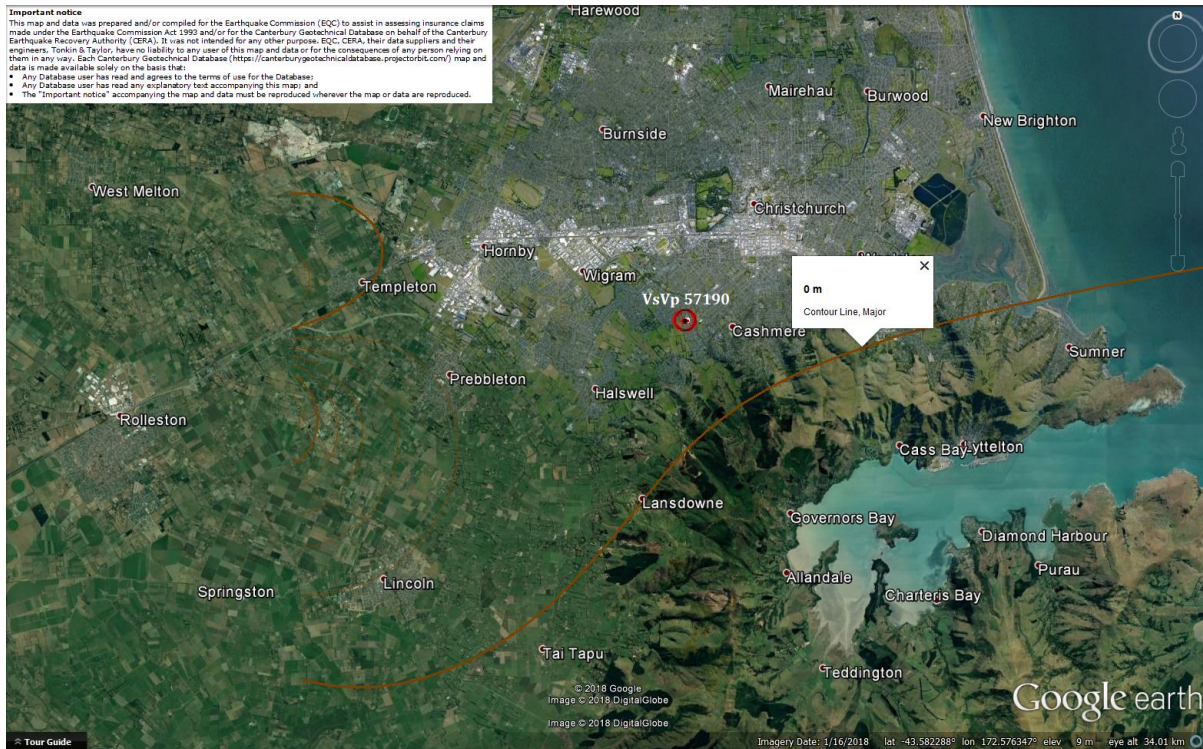 Important notice
This map and data was prepared and/or compiled for the Earthquake Commission (EQC) to assist in assessing insurance claims
made under the Earthquake Commission Act 1993 and/or for the Canterbury Geotechnical Database on behalf of the Canterbury
Earthquake Recovery Authority (CERA). It was not intended for any other purpose. EQC, CERA, their data suppliers and their
engineers, Tonkin & Taylor, have no liability to any user of this map and data or for the consequences of any person relying on
them in any way. Each Canterbury Geotechnical Database (https://canterburygeotechnicaldatabase.projectorbit.com/) map and
data is made available solely on the basis that:
• Any Database user has read and agrees to the terms of use for the Database;
• Any Database user has read any explanatory text accompanying this map; and
• The "Important notice" accompanying the map and data must be reproduced wherever the map or data are reproduced.
Harewood
N
Mairehau
Burwood
New Brighton
Burnside
West Melton
Christchurch
Hornby
Wigram
Templeton
0 m
Contour Line, Major
VsVp 57190
Cashmere
Sumner
Prebbleton
Halswell
Rolleston
Cass Bay
Lyttelton
Lansdowne
Governors Bay
Diamond Harbour
Purau
Allandale
Charteris Bay
Springston
Lincoln
Tai Tapu
Teddington
© 2018 Google
Image © 2018 DigitalGlobe
Image © 2018 DigitalGlobe
Google earth
Tour Guide
Imagery Date: 1/16/2018 lat -43.582288° lon 172.576347° elev 9 m eye alt 34.01 km